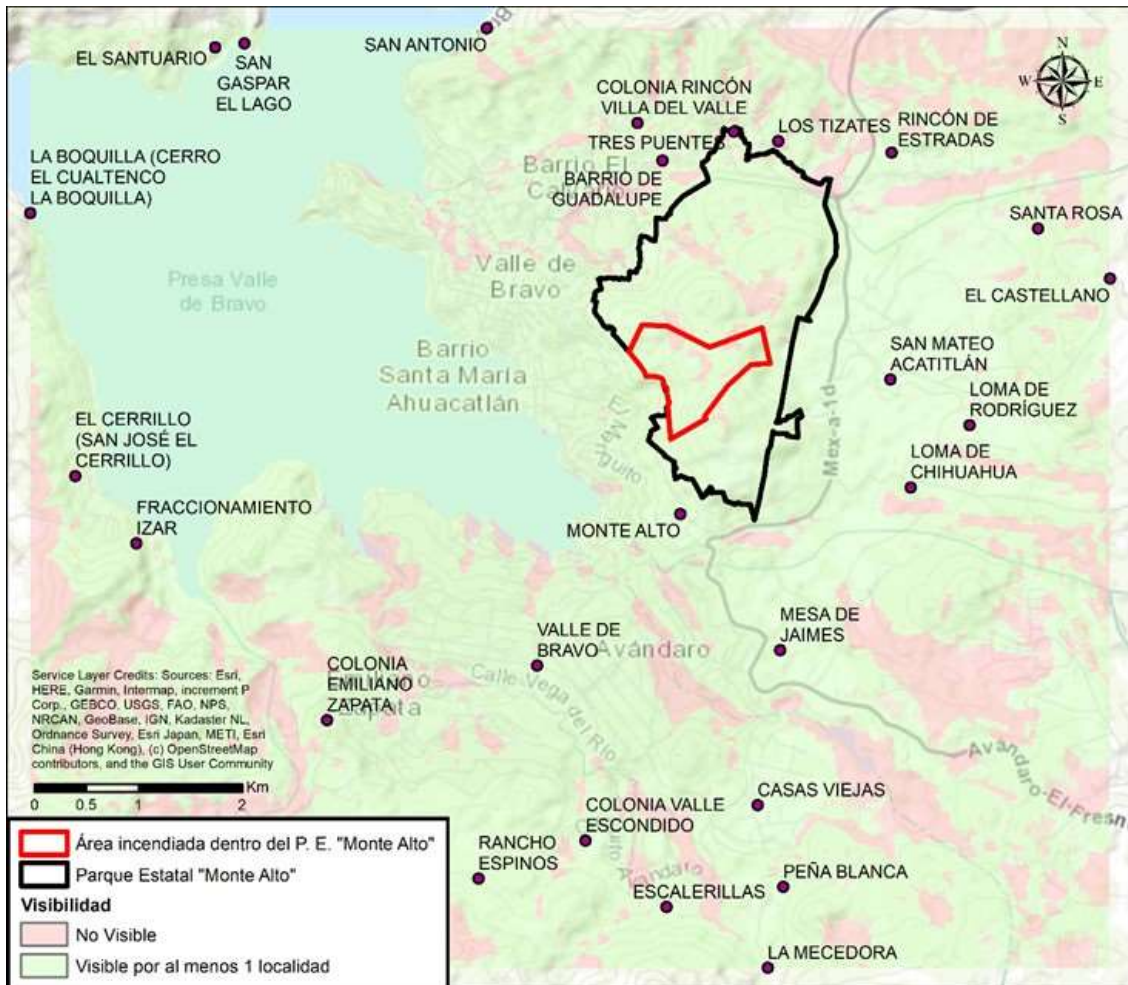 EL SANTUARIO
SAN
GASPAR
EL LAGO
SAN ANTONIO
N
W
E
S
COLONIA RINCÓN
VILLA DEL VALLE
TRES PUENTES
LOS TIZATES
RINCÓN DE
ESTRADAS
BARRIO DE
GUADALUPE
Barrio El
LA BOQUILLA (CERRO
EL CUALTENCO
LA BOQUILLA)
SANTA ROSA
EL CASTELLANO
Presa Valle
de Bravo
Valle de
Bravo
Barrio
Santa María
Ahuacatlán
SAN MATEO
ACATITLÁN
LOMA DE
RODRÍGUEZ
LOMA DE
CHIHUAHUA
Mex-a-1d
EL CERRILLO
(SAN JOSÉ EL
CERRILLO)
FRACCIONAMIENTO
IZAR
MONTE ALTO
MESA DE
JAIMES
VALLE DE
BRAVO
Avándaro
Calle Vega del Río
COLONIA
EMILIANO
ZAPATA
Zapata
Avándaro-El-Fresn
Service Layer Credits: Sources: Esri,
HERE, Garmin, Intermap, increment P
Corp., GEBCO, USGS, FAO, NPS,
NRCAN, GeoBase, IGN, Kadaster NL,
Ordnance Survey, Esri Japan, METI, Esri
China (Hong Kong), (c) OpenStreetMap
contributors, and the GIS User Community
Km
0 0.5 1 2
CASAS VIEJAS
COLONIA VALLE
ESCONDIDO
RANCHO
ESPINOS
ESCALERILLAS
PEÑA BLANCA
LA MECEDORA
Área incendiada dentro del P. E. "Monte Alto"
Parque Estatal "Monte Alto"
Visibilidad
No Visible
Visible por al menos 1 localidad